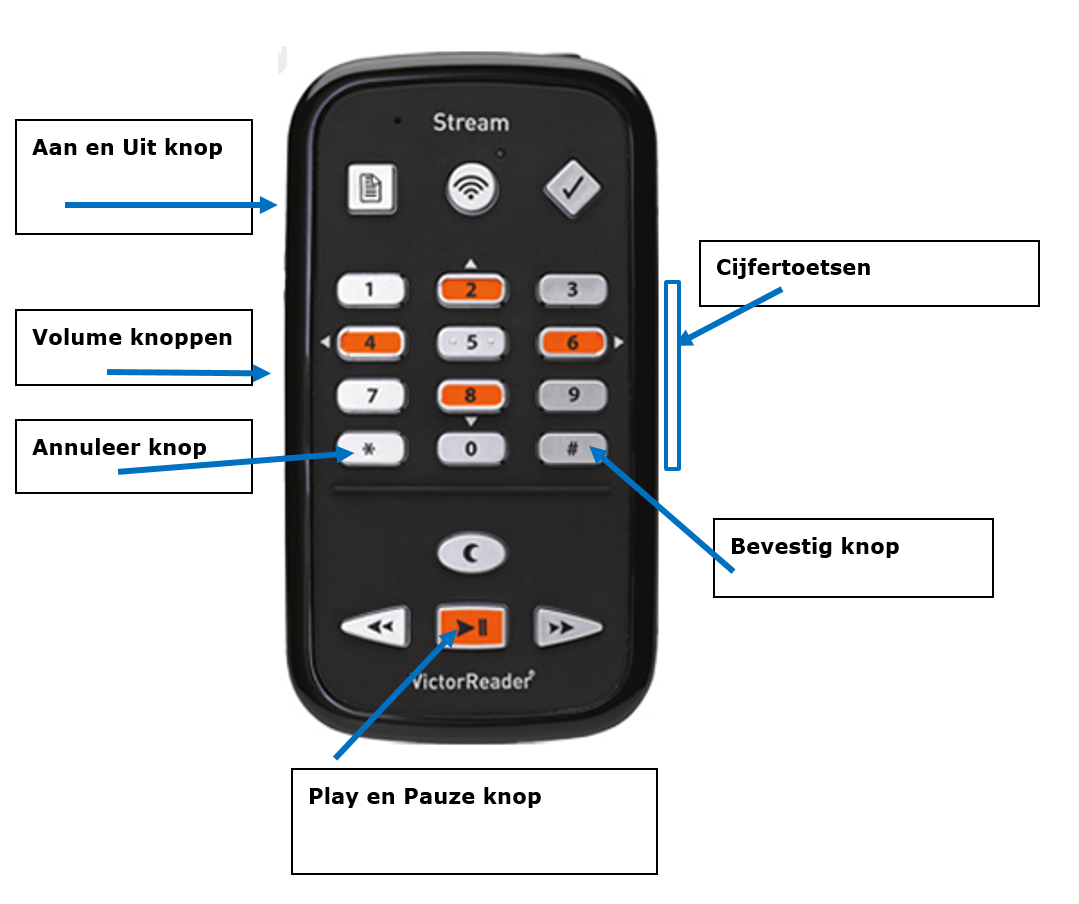 Stream
Aan en Uit knop
Cijfertoetsen
1 2 3
Volume knoppen
4 5 6
7 8 9
Annuleer knop
* 0 #
Bevestig knop
VictorReader
Play en Pauze knop